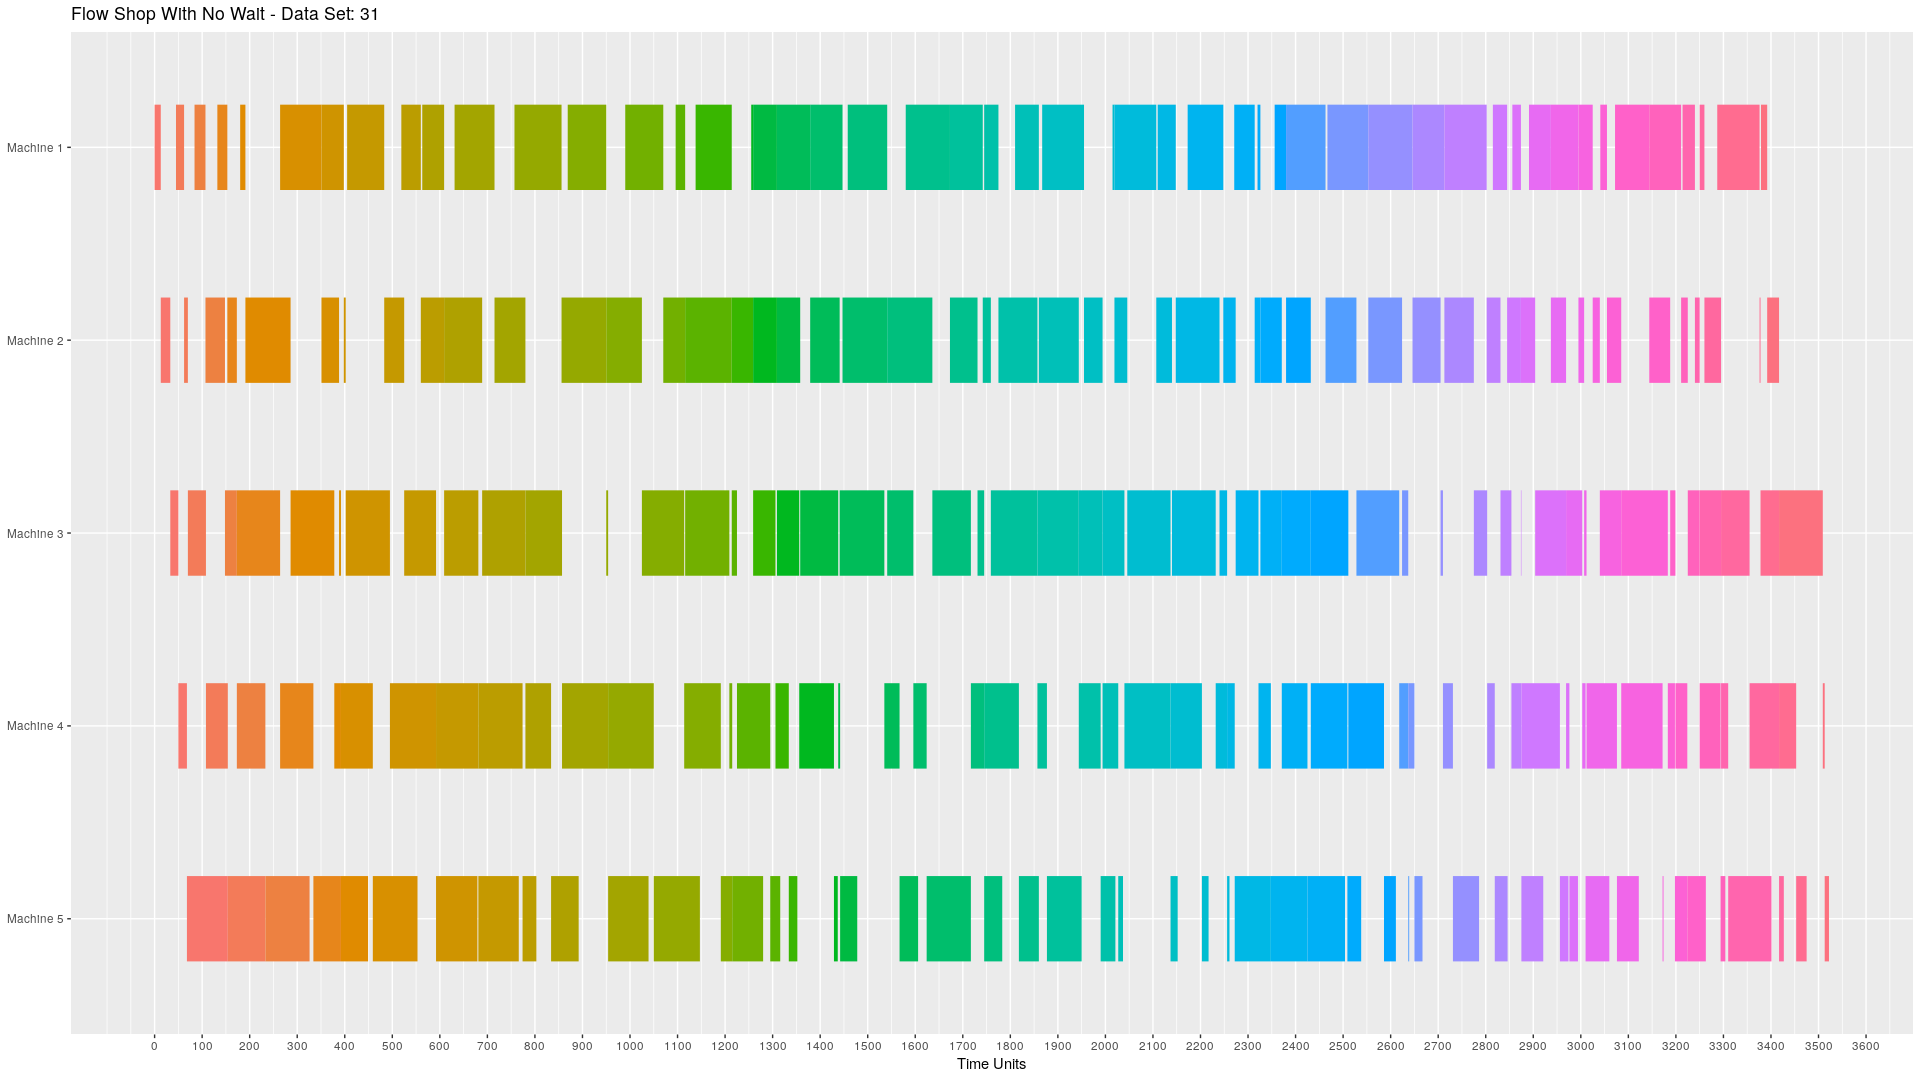 Flow Shop With No Wait - Data Set: 31
Machine 1
Machine 2
Machine 3
Machine 4
Machine 5
0 100 200 300 400 500 600 700 800 900 1000 1100 1200 1300 1400 1500 1600 1700 1800 1900 2000 2100 2200 2300 2400 2500 2600 2700 2800 2900 3000 3100 3200 3300 3400 3500 3600
Time Units